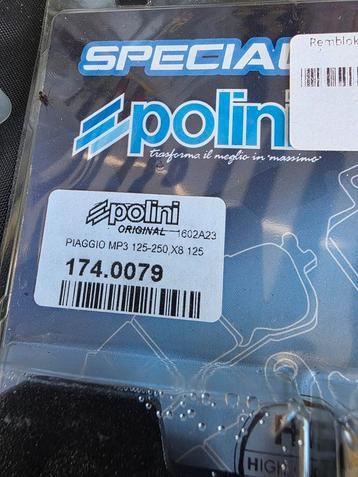 SPECIAL
Remblok
polini
trasforma il meglio in massimo
polini
ORIGINAL 1602A23
PIAGGIO MP3 125-250,X8 125
174.0079
H
HIGH